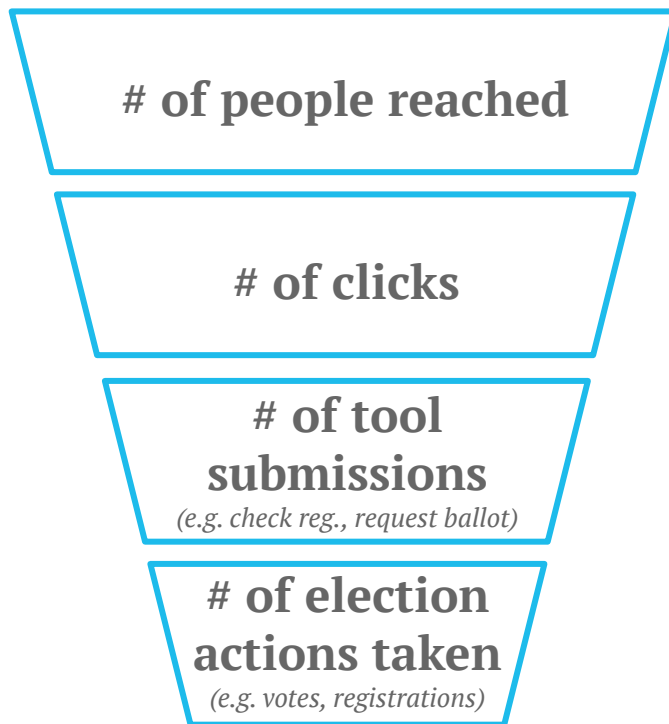 # of people reached
# of clicks
# of tool
submissions
(e.g. check reg., request ballot)
# of election
actions taken
(e.g. votes, registrations)